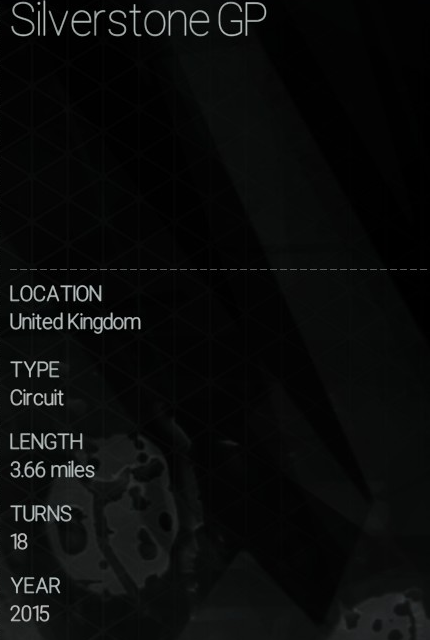 Silverstone GP
LOCATION
United Kingdom
TYPE
Circuit
LENGTH
3.66 miles
TURNS
18
YEAR
2015